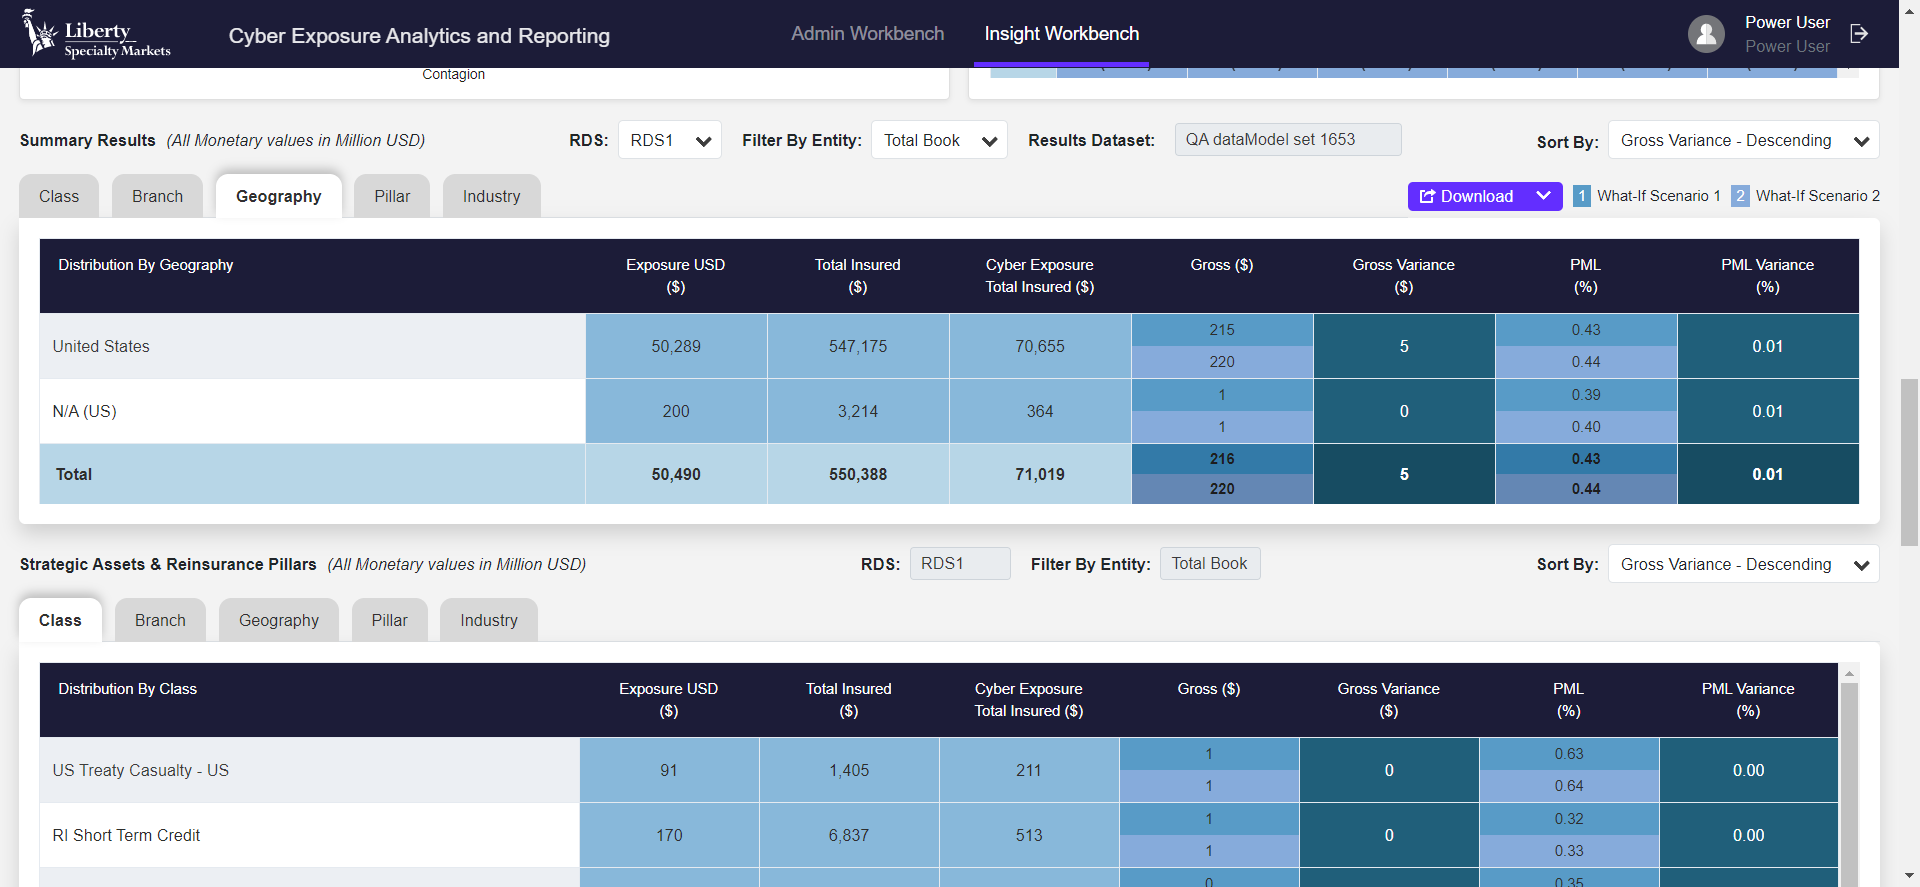 Liberty
Specialty Markets
Cyber Exposure Analytics and Reporting
Admin Workbench
Insight Workbench
Power User
Power User
Contagion
Summary Results (All Monetary values in Million USD)
RDS: RDS1
Filter By Entity: Total Book
Results Dataset: QA dataModel set 1653
Sort By: Gross Variance - Descending
Class
Branch
Geography
Pillar
Industry
Download
1 What-If Scenario 1
2 What-If Scenario 2
Distribution By Geography
Exposure USD
($)
Total Insured
($)
Cyber Exposure
Total Insured ($)
Gross ($)
Gross Variance
($)
PML
(%)
PML Variance
(%)
United States
50,289
547,175
70,655
215
220
5
0.43
0.44
0.01
N/A (US)
200
3,214
364
1
1
0
0.39
0.40
0.01
Total
50,490
550,388
71,019
216
220
5
0.43
0.44
0.01
Strategic Assets & Reinsurance Pillars (All Monetary values in Million USD)
RDS: RDS1
Filter By Entity: Total Book
Sort By: Gross Variance - Descending
Class
Branch
Geography
Pillar
Industry
Distribution By Class
Exposure USD
($)
Total Insured
($)
Cyber Exposure
Total Insured ($)
Gross ($)
Gross Variance
($)
PML
(%)
PML Variance
(%)
US Treaty Casualty - US
91
1,405
211
1
1
0
0.63
0.64
0.00
RI Short Term Credit
170
6,837
513
1
1
0
0.32
0.33
0.00
0
0.35